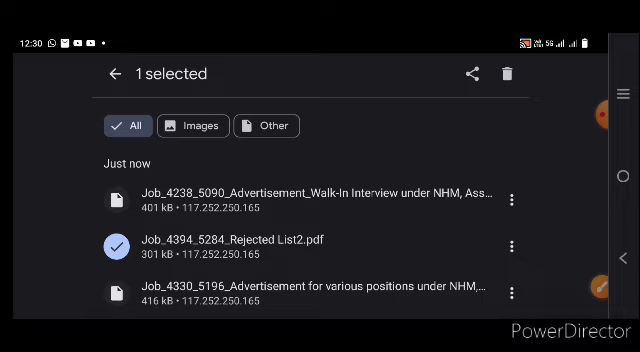 12:30
5G
1 selected
All
Images
Other
Just now
Job_4238_5090_Advertisement_Walk-In Interview under NHM, Ass...
401 kB • 117.252.250.165
Job_4394_5284_Rejected List2.pdf
301 kB • 117.252.250.165
Job_4330_5196_Advertisement for various positions under NHM,...
416 kB • 117.252.250.165
PowerDirector